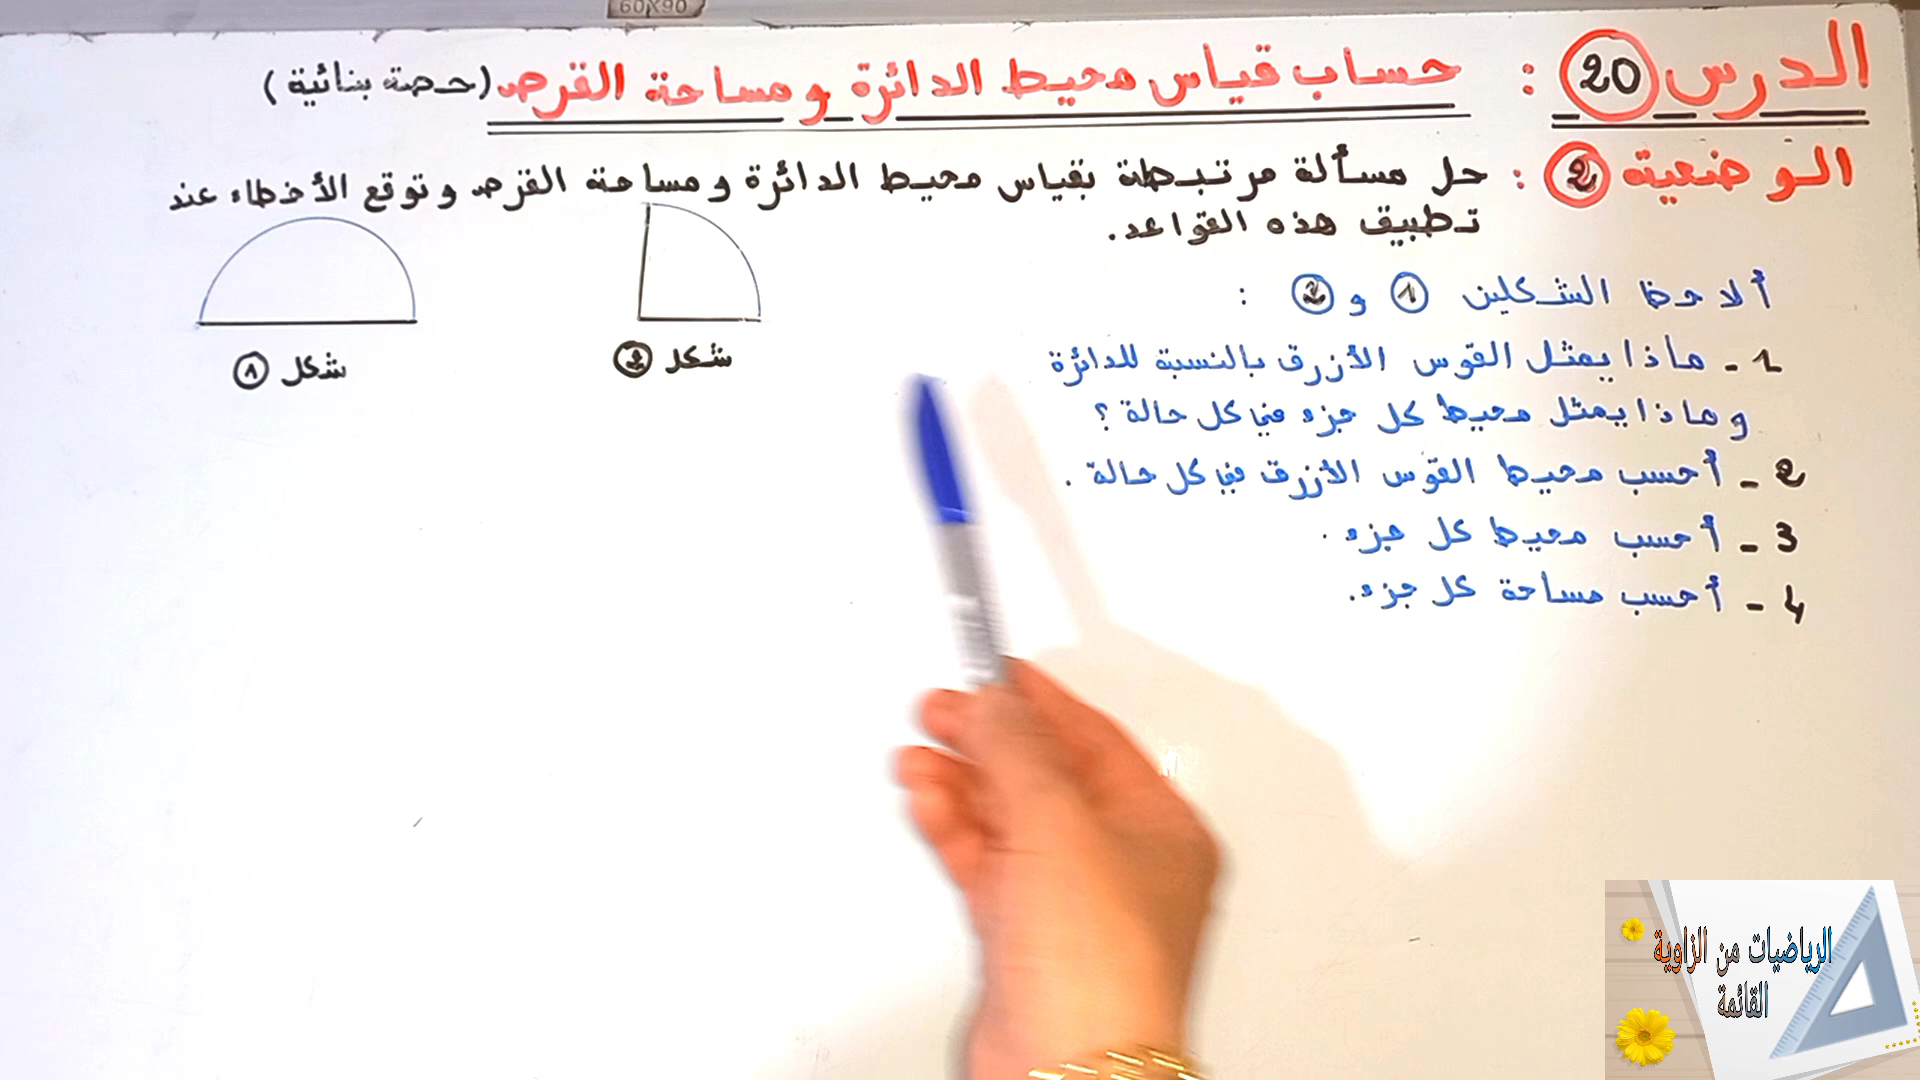 60X90
الدرس 20 : حساب قياس محيط الدائرة و مساحة القرص (حصة بنائية)
الوضعية 2 : حل مسألة مرتبطة بقياس محيط الدائرة و مساحة القرص و توقع الأخطاء عند
تطبيق هذه القواعد.
ألاحظ الشكلين 1 و 2 :
1 - ماذا يمثل القوس الأزرق بالنسبة للدائرة
و ماذا يمثل محيط كل جزء في كل حالة ؟
2 - أحسب محيط القوس الأزرق في كل حالة .
3 - أحسب محيط كل جزء .
4 - أحسب مساحة كل جزء.
شكل 2
شكل 1
الرياضيات من الزاوية
القائمة